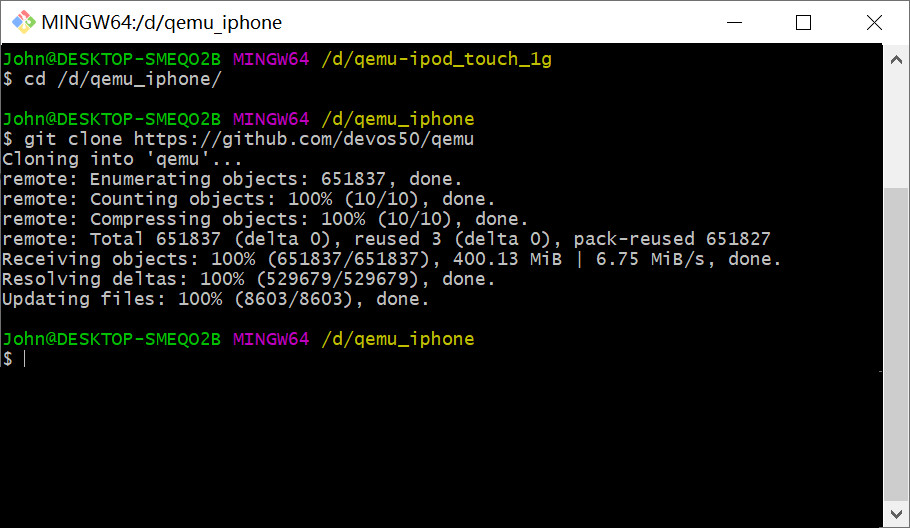 MINGW64:/d/qemu_iphone
John@DESKTOP-SMEQO2B MINGW64 /d/qemu-ipod_touch_1g
$ cd /d/qemu_iphone/
John@DESKTOP-SMEQO2B MINGW64 /d/qemu_iphone
$ git clone https://github.com/devos50/qemu
Cloning into 'qemu'...
remote: Enumerating objects: 651837, done.
remote: Counting objects: 100% (10/10), done.
remote: Compressing objects: 100% (10/10), done.
remote: Total 651837 (delta 0), reused 3 (delta 0), pack-reused 651827
Receiving objects: 100% (651837/651837), 400.13 MiB | 6.75 MiB/s, done.
Resolving deltas: 100% (529679/529679), done.
Updating files: 100% (8603/8603), done.
John@DESKTOP-SMEQO2B MINGW64 /d/qemu_iphone
$